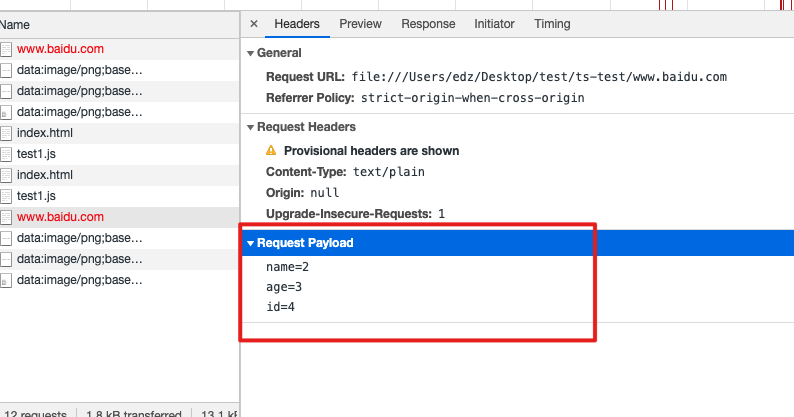 Name
www.baidu.com
data:image/png;base…
data:image/png;base…
data:image/png;base…
index.html
test1.js
index.html
test1.js
www.baidu.com
data:image/png;base…
data:image/png;base…
data:image/png;base…
12 requests 1.8 kB transferred 13.1 kB
× Headers Preview Response Initiator Timing
General
Request URL: file:///Users/edz/Desktop/test/ts-test/www.baidu.com
Referrer Policy: strict-origin-when-cross-origin
Request Headers
Provisional headers are shown
Content-Type: text/plain
Origin: null
Upgrade-Insecure-Requests: 1
Request Payload
name=2
age=3
id=4